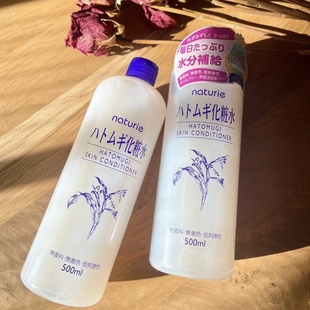 naturie
ハトムギ化粧水
HATOMUGI
SKIN CONDITIONER
無香料・無着色・低刺激性
500ml
毎日たっぷり
水分補給
naturie
ハトムギ化粧水
HATOMUGI
SKIN CONDITIONER
無香料・無着色・低刺激性
500ml